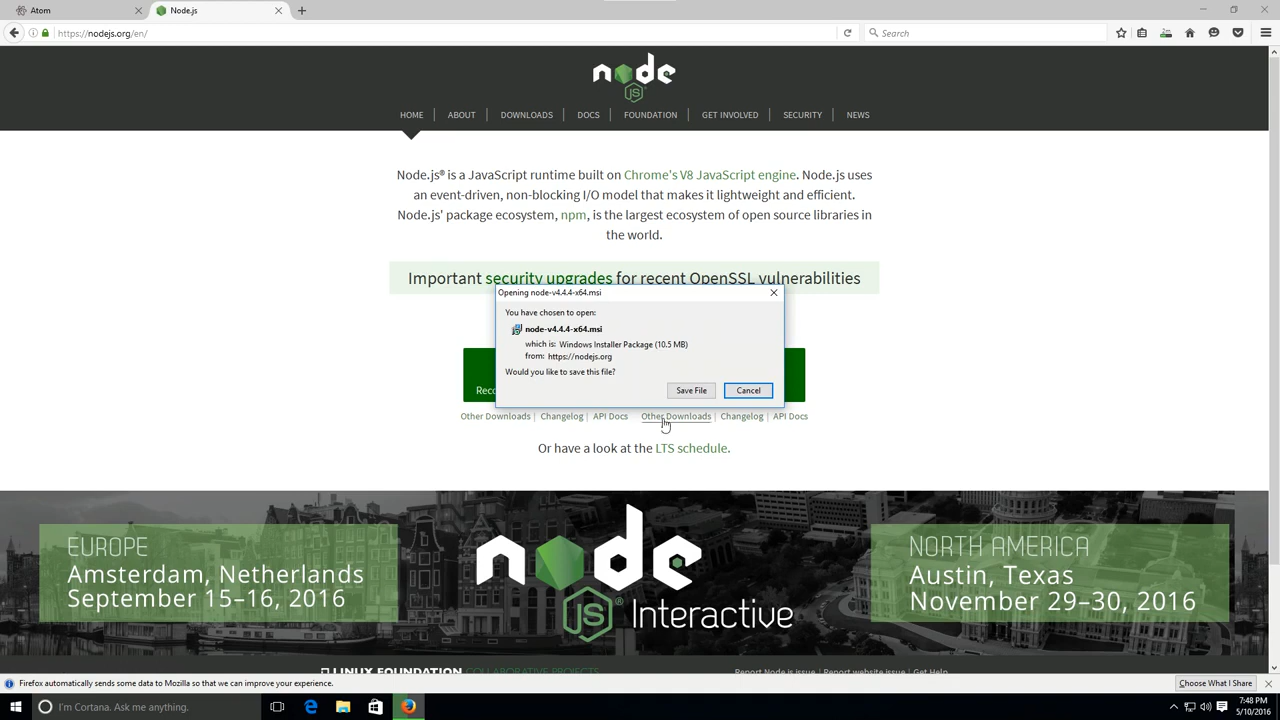 Atom
Node.js
https://nodejs.org/en/
Search
node
JS
HOME
ABOUT
DOWNLOADS
DOCS
FOUNDATION
GET INVOLVED
SECURITY
NEWS
Node.js® is a JavaScript runtime built on Chrome's V8 JavaScript engine. Node.js uses
an event-driven, non-blocking I/O model that makes it lightweight and efficient.
Node.js' package ecosystem, npm, is the largest ecosystem of open source libraries in
the world.
Important security upgrades for recent OpenSSL vulnerabilities
Opening node-v4.4.4-x64.msi
You have chosen to open:
node-v4.4.4-x64.msi
which is: Windows Installer Package (10.5 MB)
from: https://nodejs.org
Would you like to save this file?
Save File
Cancel
Other Downloads
Changelog
API Docs
Other Downloads
Changelog
API Docs
Or have a look at the LTS schedule.
EUROPE
Amsterdam, Netherlands
September 15–16, 2016
node
JS
®
Interactive
NORTH AMERICA
Austin, Texas
November 29–30, 2016
LINUX FOUNDATION COLLABORATIVE PROJECTS
Report Node.js issue | Report website issue | Get Help
Firefox automatically sends some data to Mozilla so that we can improve your experience.
Choose What I Share
I'm Cortana. Ask me anything.
7:48 PM
5/10/2016